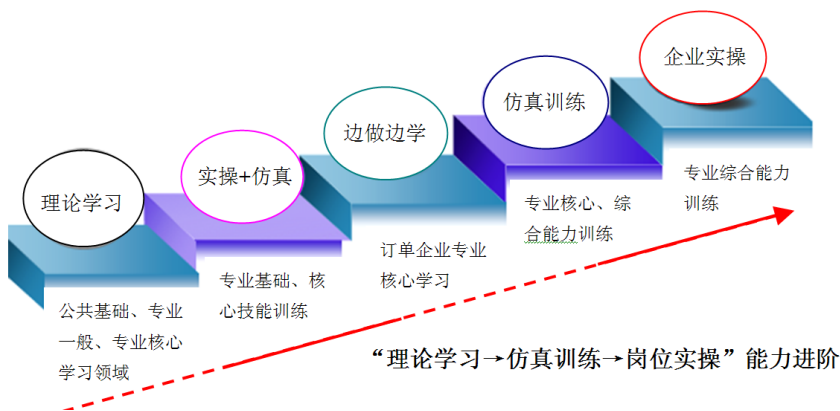 理论学习
公共基础、专业
一般、专业核心
学习领域
实操+仿真
专业基础、核
心技能训练
边做边学
订单企业专业
核心学习
仿真训练
专业核心、综
合能力训练
企业实操
专业综合能力
训练
“理论学习→仿真训练→岗位实操”能力进阶